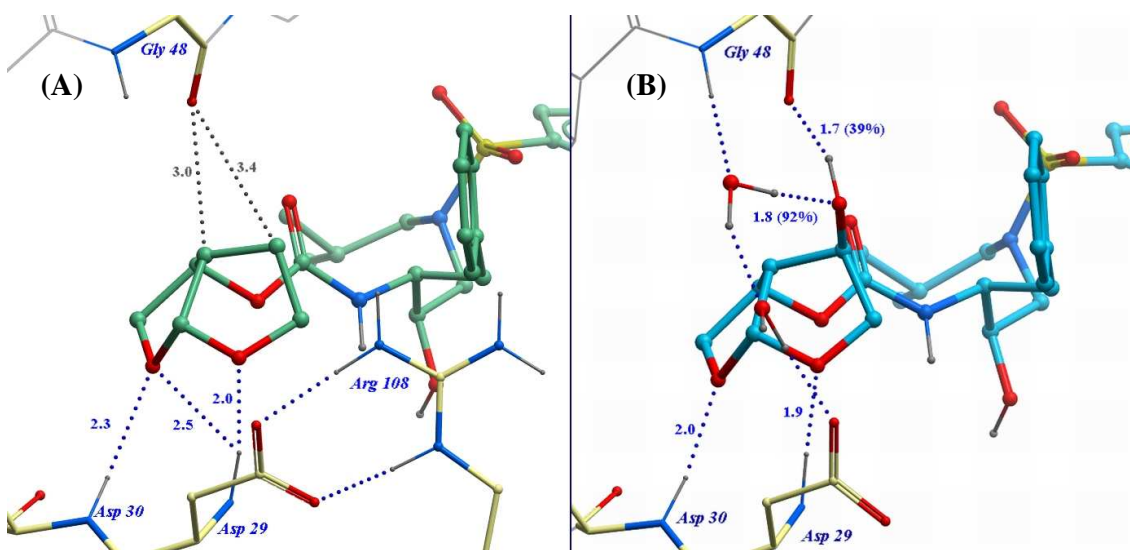 (A)
Gly 48
3.0
3.4
2.3
2.5
2.0
Arg 108
Asp 30
Asp 29
(B)
Gly 48
1.7 (39%)
1.8 (92%)
2.0
1.9
Asp 30
Asp 29